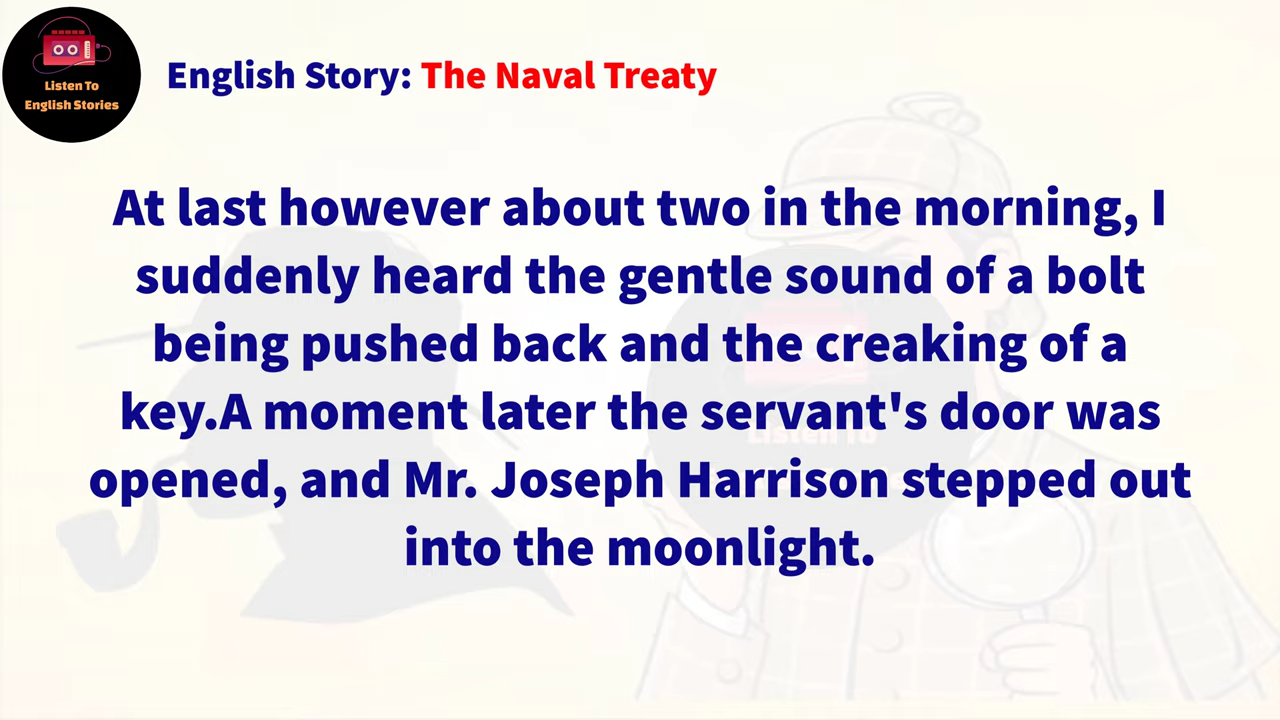 Listen To
English Stories
English Story: The Naval Treaty
At last however about two in the morning, I
suddenly heard the gentle sound of a bolt
being pushed back and the creaking of a
key.A moment later the servant's door was
opened, and Mr. Joseph Harrison stepped out
into the moonlight.
Listen To